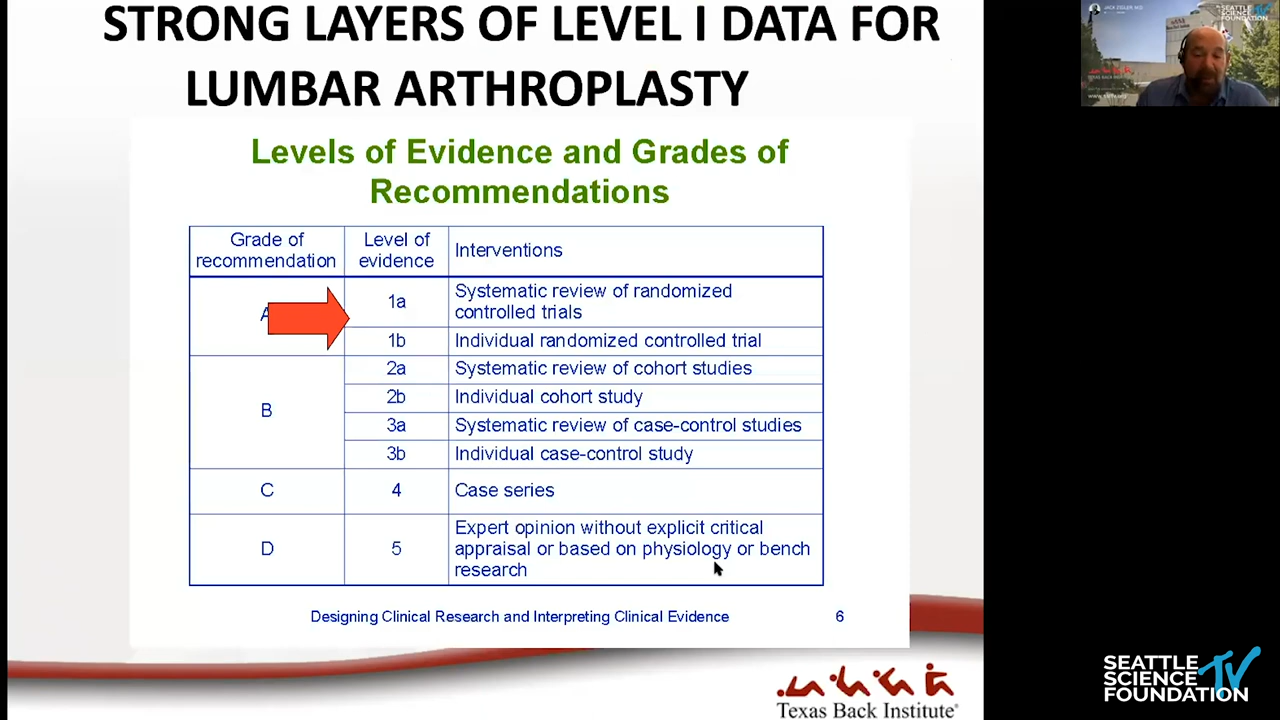 STRONG LAYERS OF LEVEL I DATA FOR
LUMBAR ARTHROPLASTY
Levels of Evidence and Grades of
Recommendations
Grade of
recommendation
Level of
evidence
Interventions
1a
Systematic review of randomized
controlled trials
1b
Individual randomized controlled trial
B
2a
Systematic review of cohort studies
2b
Individual cohort study
3a
Systematic review of case-control studies
3b
Individual case-control study
C
4
Case series
D
5
Expert opinion without explicit critical
appraisal or based on physiology or bench
research
Designing Clinical Research and Interpreting Clinical Evidence
6
Texas Back Institute
SEATTLE
SCIENCE
FOUNDATION
TV
SEATTLE
SCIENCE
FOUNDATION
TV